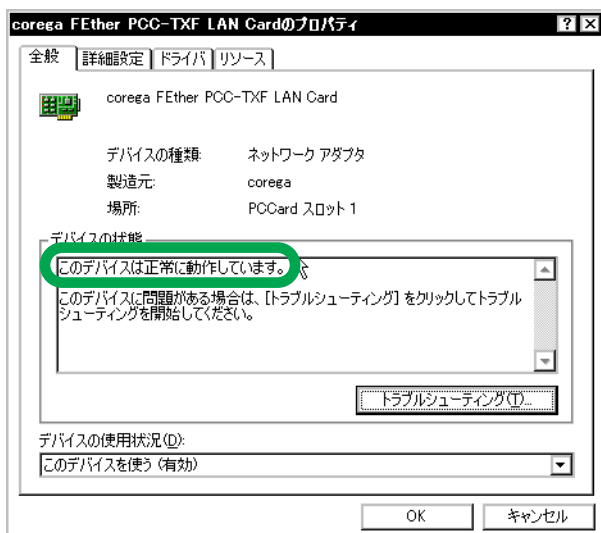 corega FEther PCC-TXF LAN Cardのプロパティ
全般 詳細設定 ドライバ リソース
corega FEther PCC-TXF LAN Card
デバイスの種類: ネットワーク アダプタ
製造元: corega
場所: PCCard スロット 1
デバイスの状態
このデバイスは正常に動作しています。
このデバイスに問題がある場合は、[トラブルシューティング] をクリックしてトラブル
シューティングを開始してください。
トラブルシューティング(T)...
デバイスの使用状況(D):
このデバイスを使う (有効)
OK キャンセル